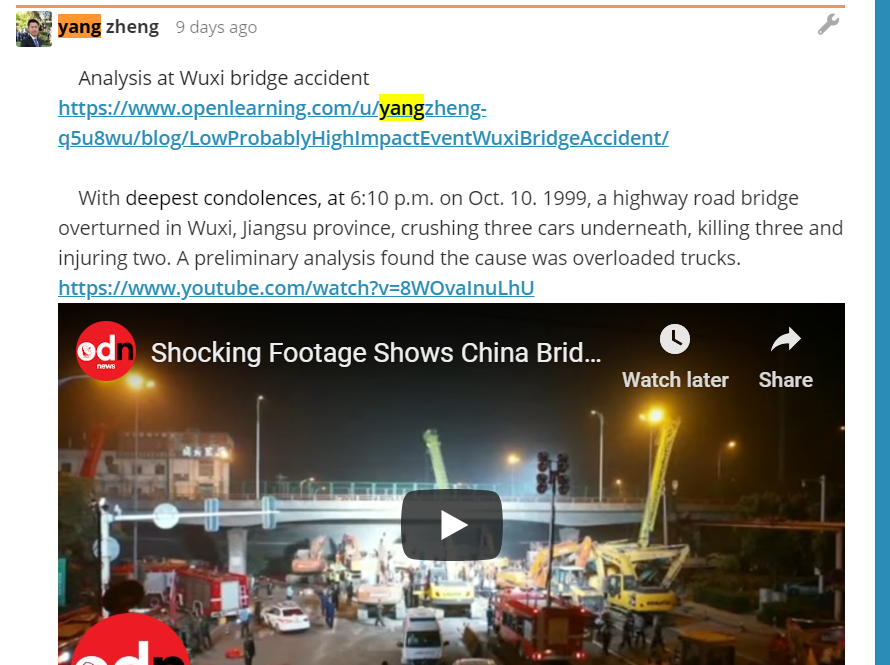 yang zheng 9 days ago
Analysis at Wuxi bridge accident
https://www.openlearning.com/u/yangzheng-
q5u8wu/blog/LowProbablyHighImpactEventWuxiBridgeAccident/
With deepest condolences, at 6:10 p.m. on Oct. 10. 1999, a highway road bridge
overturned in Wuxi, Jiangsu province, crushing three cars underneath, killing three and
injuring two. A preliminary analysis found the cause was overloaded trucks.
https://www.youtube.com/watch?v=8WOvaInuLhU
odn
news
Shocking Footage Shows China Brid...
Watch later
Share
odn